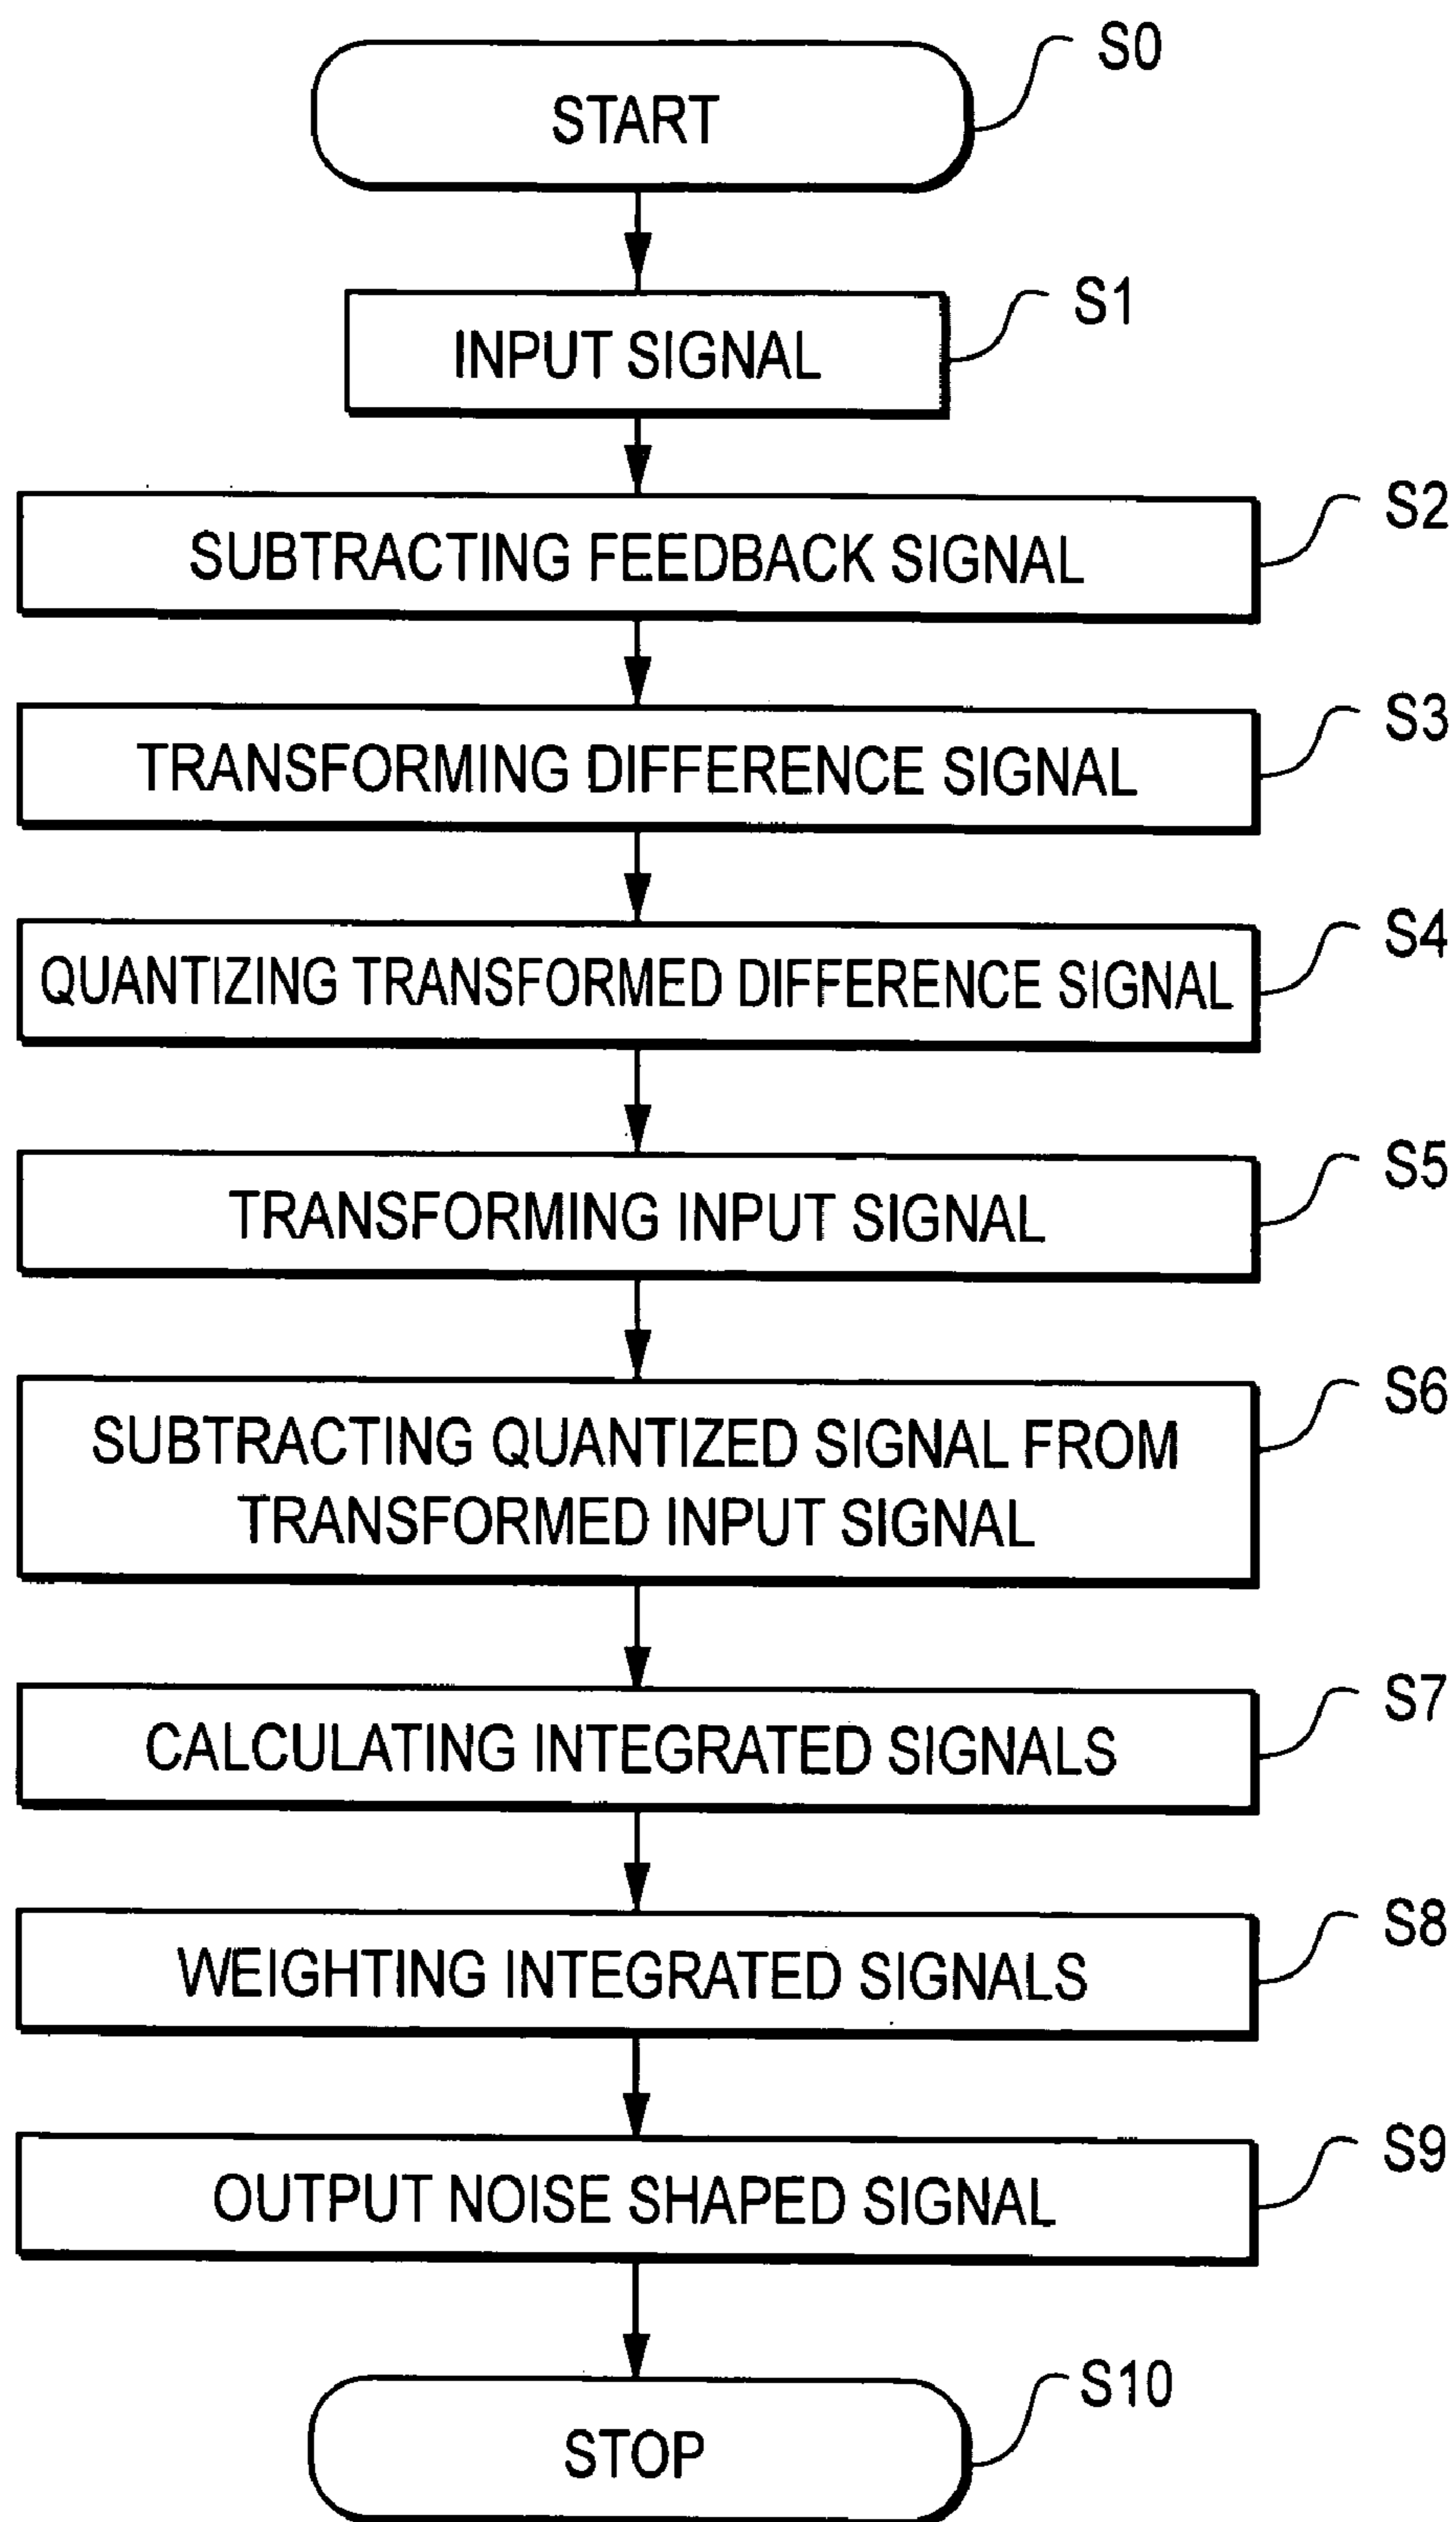 START
S0
INPUT SIGNAL
S1
SUBTRACTING FEEDBACK SIGNAL
S2
TRANSFORMING DIFFERENCE SIGNAL
S3
QUANTIZING TRANSFORMED DIFFERENCE SIGNAL
S4
TRANSFORMING INPUT SIGNAL
S5
SUBTRACTING QUANTIZED SIGNAL FROM
TRANSFORMED INPUT SIGNAL
S6
CALCULATING INTEGRATED SIGNALS
S7
WEIGHTING INTEGRATED SIGNALS
S8
OUTPUT NOISE SHAPED SIGNAL
S9
STOP
S10